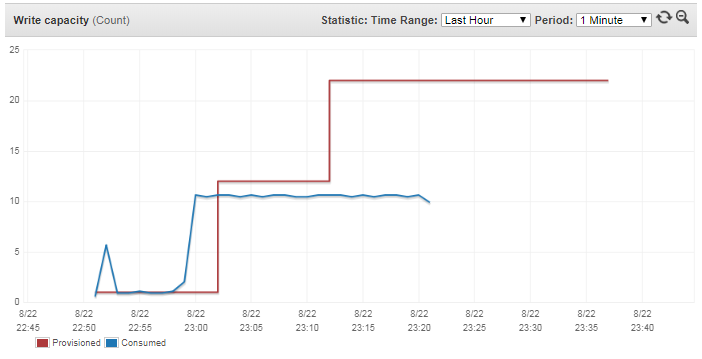 Write capacity (Count) Statistic: Time Range: Last Hour Period: 1 Minute
25
20
15
10
5
0
8/22 8/22 8/22 8/22 8/22 8/22 8/22 8/22 8/22 8/22 8/22 8/22
22:45 22:50 22:55 23:00 23:05 23:10 23:15 23:20 23:25 23:30 23:35 23:40
Provisioned Consumed